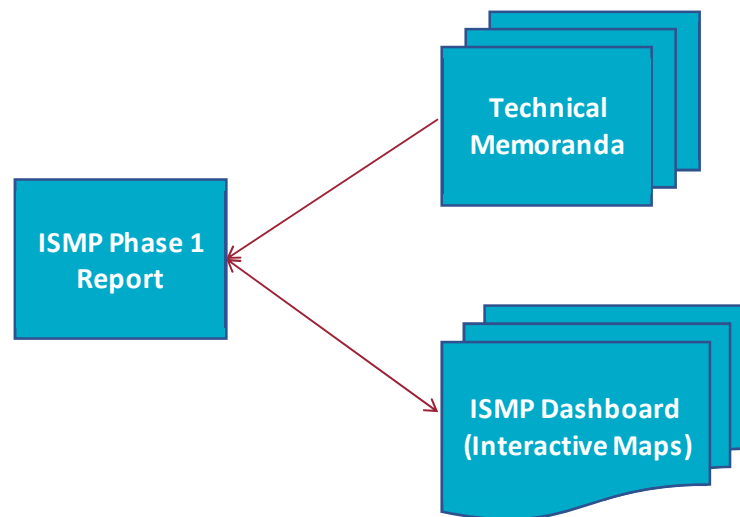 Technical
Memoranda
ISMP Phase 1
Report
ISMP Dashboard
(Interactive Maps)